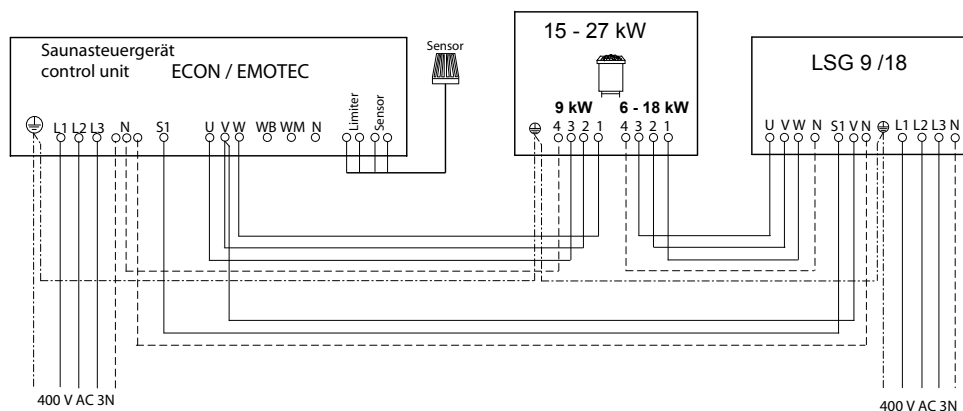 Saunasteuergerät
control unit ECON / EMOTEC
L1 L2 L3 N S1 U V W WB WM N Limiter Sensor
Sensor
15 - 27 kW
9 kW 6 - 18 kW
4 3 2 1 4 3 2 1
LSG 9 /18
U V W N S1 V N L1 L2 L3 N
400 V AC 3N
400 V AC 3N